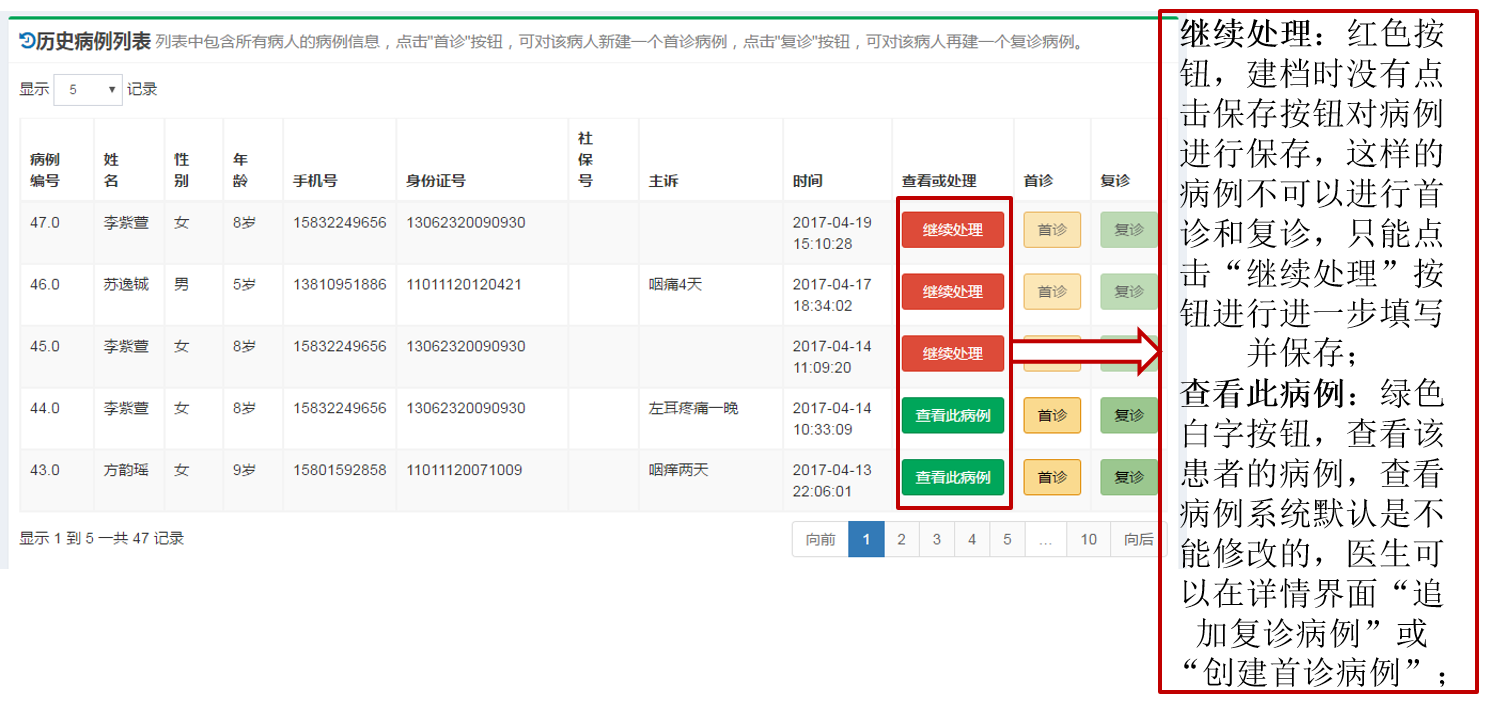 历史病例列表 列表中包含所有病人的病例信息，点击"首诊"按钮，可对该病人新建一个首诊病例，点击"复诊"按钮，可对该病人再建一个复诊病例。
显示 5 记录
病例编号 姓名 性别 年龄 手机号 身份证号 社保号 主诉 时间 查看或处理 首诊 复诊
47.0 李紫萱 女 8岁 15832249656 13062320090930 2017-04-19 15:10:28 继续处理 首诊 复诊
46.0 苏逸铖 男 5岁 13810951886 11011120120421 咽痛4天 2017-04-17 18:34:02 继续处理 首诊 复诊
45.0 李紫萱 女 8岁 15832249656 13062320090930 2017-04-14 11:09:20 继续处理
44.0 李紫萱 女 8岁 15832249656 13062320090930 左耳疼痛一晚 2017-04-14 10:33:09 查看此病例 首诊 复诊
43.0 方韵瑶 女 9岁 15801592858 11011120071009 咽痒两天 2017-04-13 22:06:01 查看此病例 首诊 复诊
显示 1 到 5 一共 47 记录
向前 1 2 3 4 5 … 10 向后
继续处理：红色按
钮，建档时没有点
击保存按钮对病例
进行保存，这样的
病例不可以进行首
诊和复诊，只能点
击“继续处理”按
钮进行进一步填写
并保存；
查看此病例：绿色
白字按钮，查看该
患者的病例，查看
病例系统默认是不
能修改的，医生可
以在详情界面“追
加复诊病例”或
“创建首诊病例”；